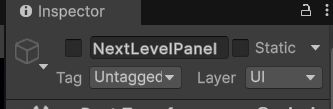 Inspector
NextLevelPanel Static
Tag Untagged Layer UI